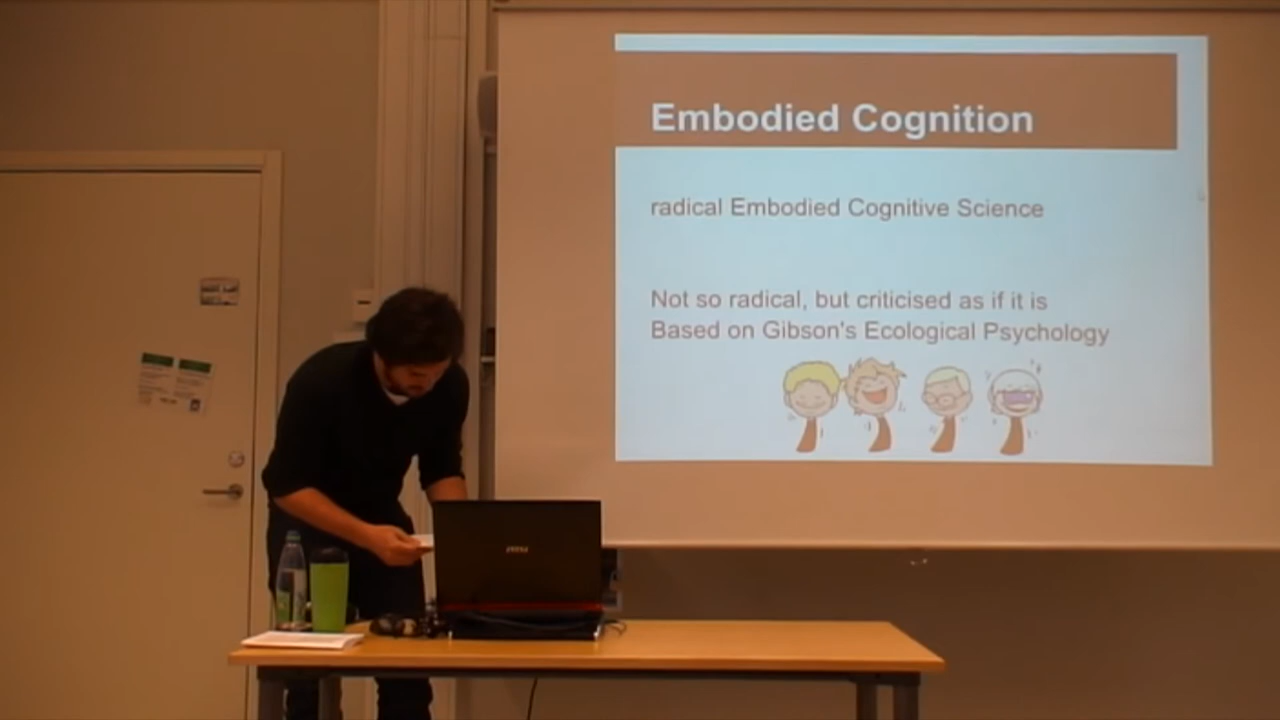 Embodied Cognition
radical Embodied Cognitive Science
Not so radical, but criticised as if it is
Based on Gibson's Ecological Psychology
msi